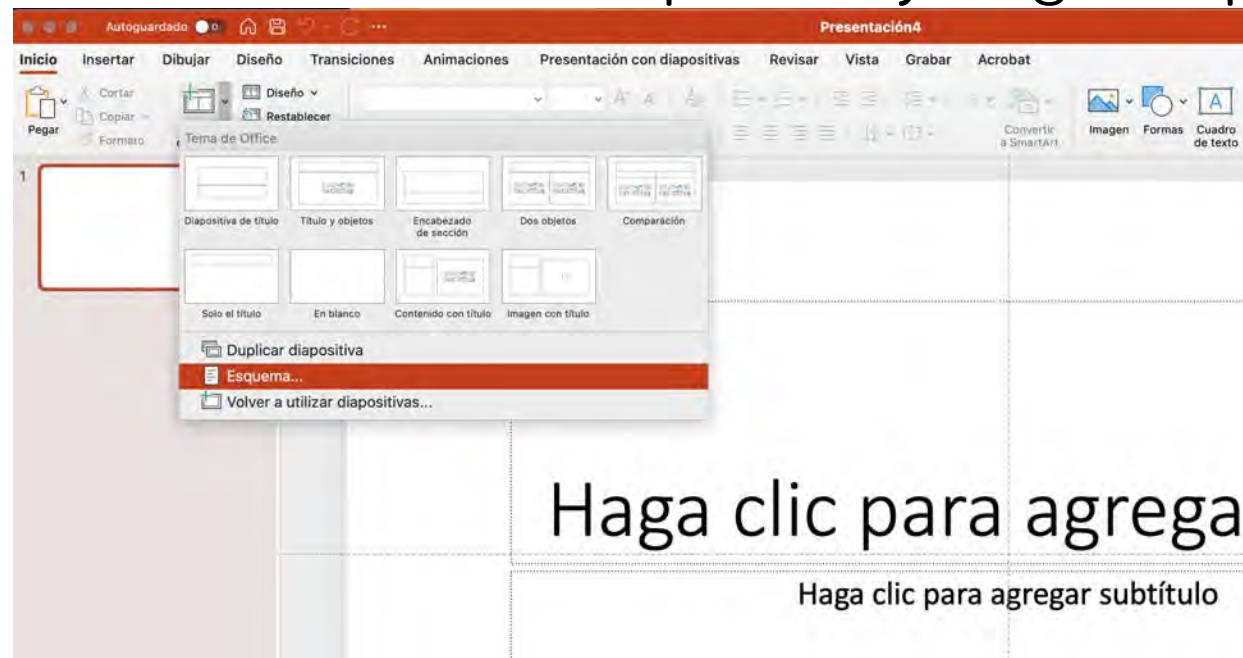 Autoguardado
Presentación4
Inicio Insertar Dibujar Diseño Transiciones Animaciones Presentación con diapositivas Revisar Vista Grabar Acrobat
Pegar
Cortar
Copiar
Formato
Diseño
Restablecer
Convertir
a SmartArt
Imagen
Formas
Cuadro
de texto
Tema de Office
1
Diapositiva de título
Título y objetos
Encabezado
de sección
Dos objetos
Comparación
Solo el título
En blanco
Contenido con título
Imagen con título
Duplicar diapositiva
Esquema...
Volver a utilizar diapositivas...
Haga clic para agrega
Haga clic para agregar subtítulo